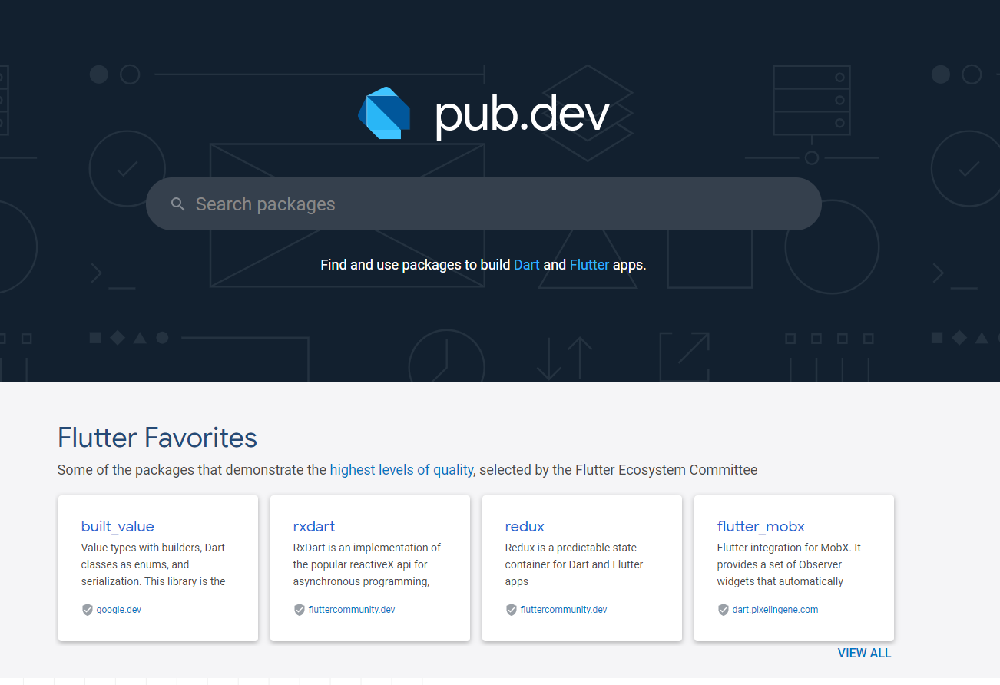 pub.dev
Search packages
Find and use packages to build Dart and Flutter apps.
Flutter Favorites
Some of the packages that demonstrate the highest levels of quality, selected by the Flutter Ecosystem Committee
built_value
Value types with builders, Dart
classes as enums, and
serialization. This library is the
google.dev
rxdart
RxDart is an implementation of
the popular reactiveX api for
asynchronous programming,
fluttercommunity.dev
redux
Redux is a predictable state
container for Dart and Flutter
apps
fluttercommunity.dev
flutter_mobx
Flutter integration for MobX. It
provides a set of Observer
widgets that automatically
dart.pixelingene.com
VIEW ALL